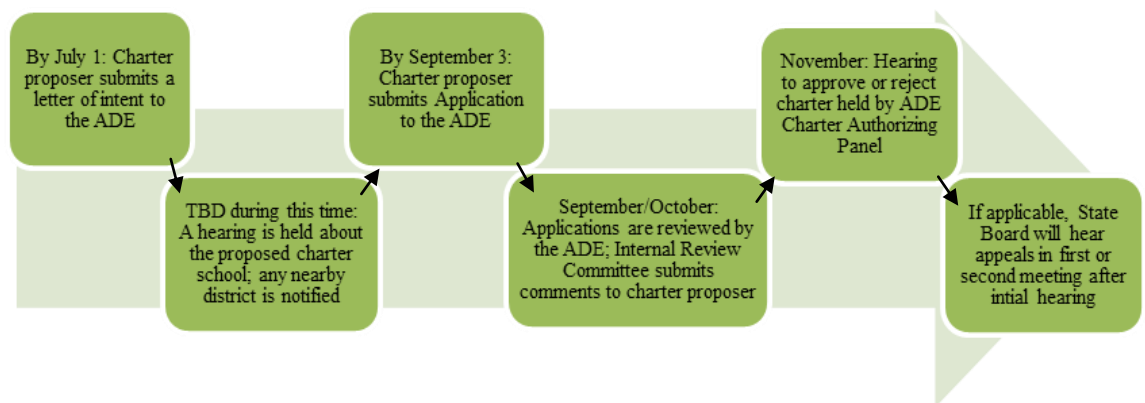 By July 1: Charter
proposer submits a
letter of intent to
the ADE
TBD during this time:
A hearing is held about
the proposed charter
school; any nearby
district is notified
By September 3:
Charter proposer
submits Application
to the ADE
September/October:
Applications are reviewed by
the ADE; Internal Review
Committee submits
comments to charter proposer
November: Hearing
to approve or reject
charter held by ADE
Charter Authorizing
Panel
If applicable, State
Board will hear
appeals in first or
second meeting after
intial hearing